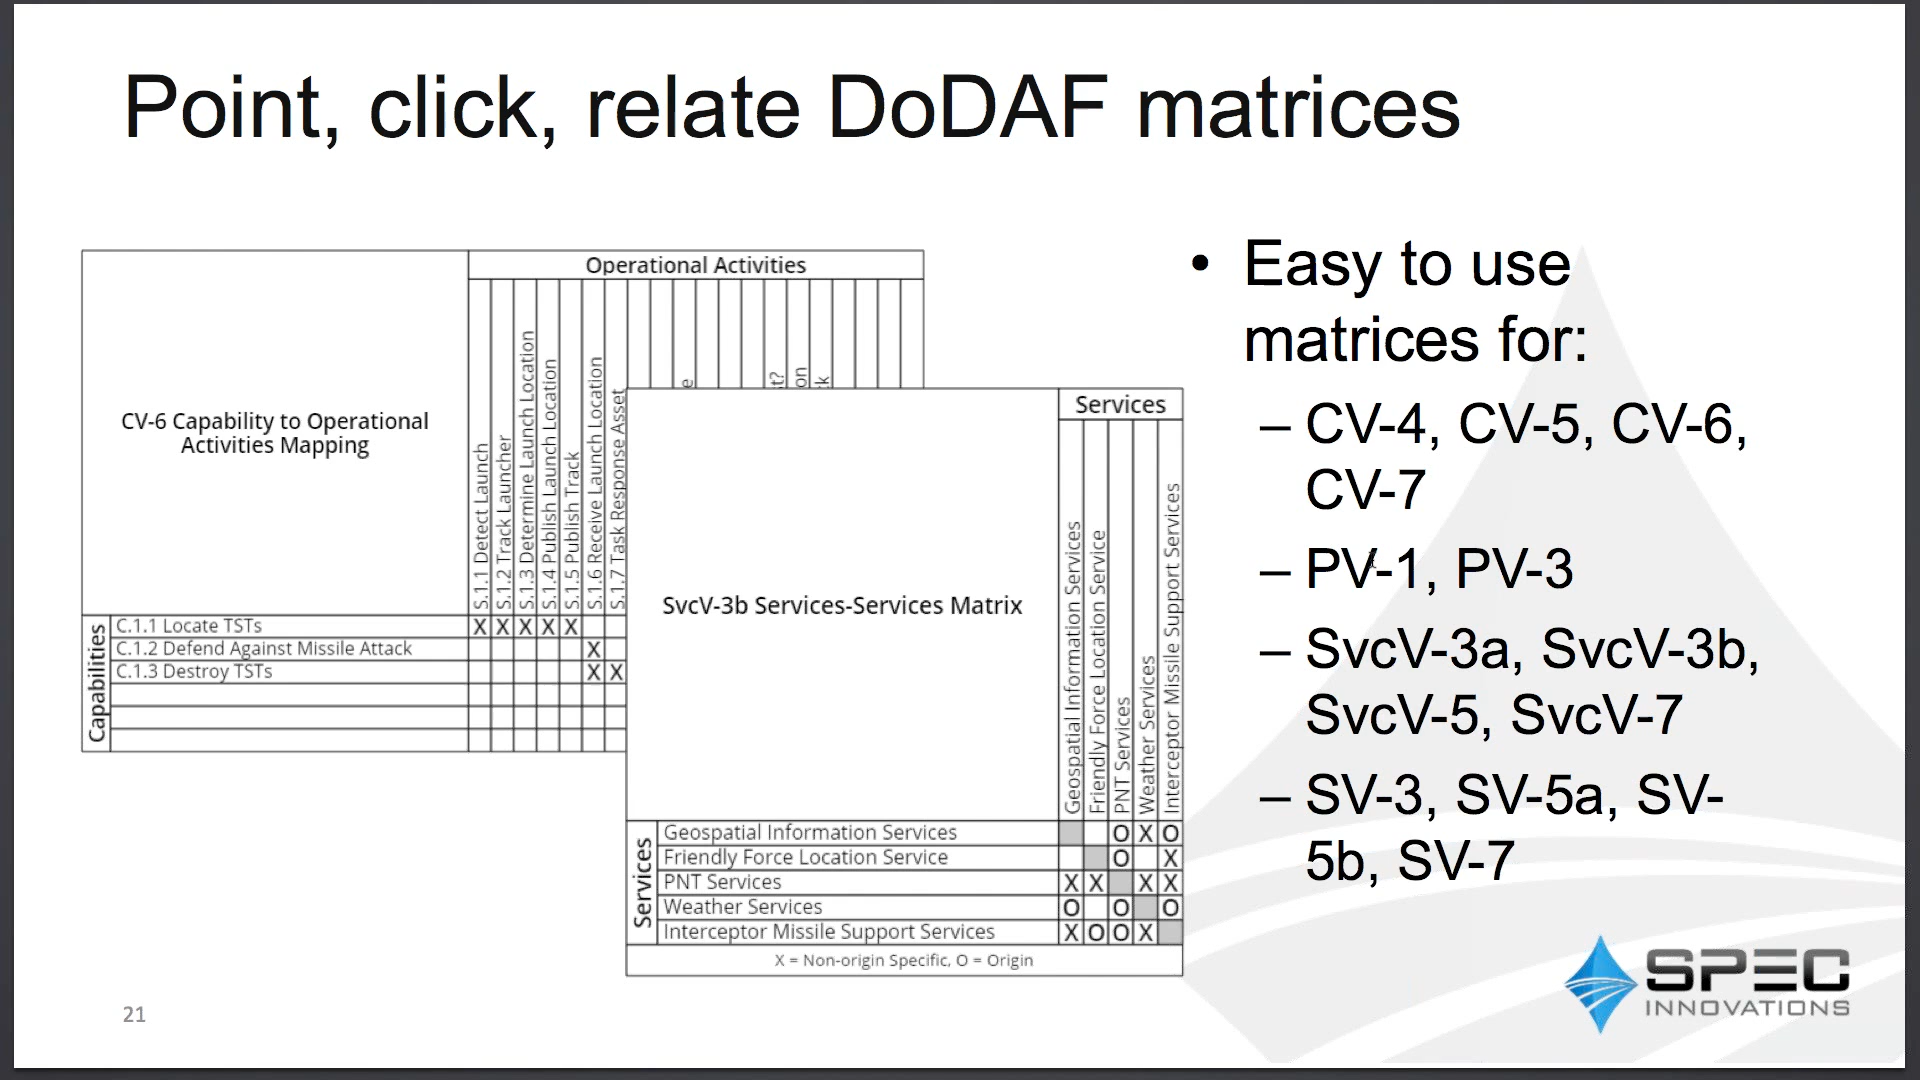 Point, click, relate DoDAF matrices
Operational Activities
CV-6 Capability to Operational
Activities Mapping
S.1.1 Detect Launch
S.1.2 Track Launcher
S.1.3 Determine Launch Location
S.1.4 Publish Launch Location
S.1.5 Publish Track
S.1.6 Receive Launch Location
S.1.7 Task Response Asset
Capabilities
C.1.1 Locate TSTs X X X X X
C.1.2 Defend Against Missile Attack X
C.1.3 Destroy TSTs X X
Services
SvcV-3b Services-Services Matrix
Geospatial Information Services
Friendly Force Location Service
PNT Services
Weather Services
Interceptor Missile Support Services
Services
Geospatial Information Services O X O
Friendly Force Location Service O X
PNT Services X X X X
Weather Services O O O
Interceptor Missile Support Services X O O X
X = Non-origin Specific, O = Origin
• Easy to use
matrices for:
– CV-4, CV-5, CV-6,
CV-7
– PV-1, PV-3
– SvcV-3a, SvcV-3b,
SvcV-5, SvcV-7
– SV-3, SV-5a, SV-
5b, SV-7
21
SPEC
INNOVATIONS